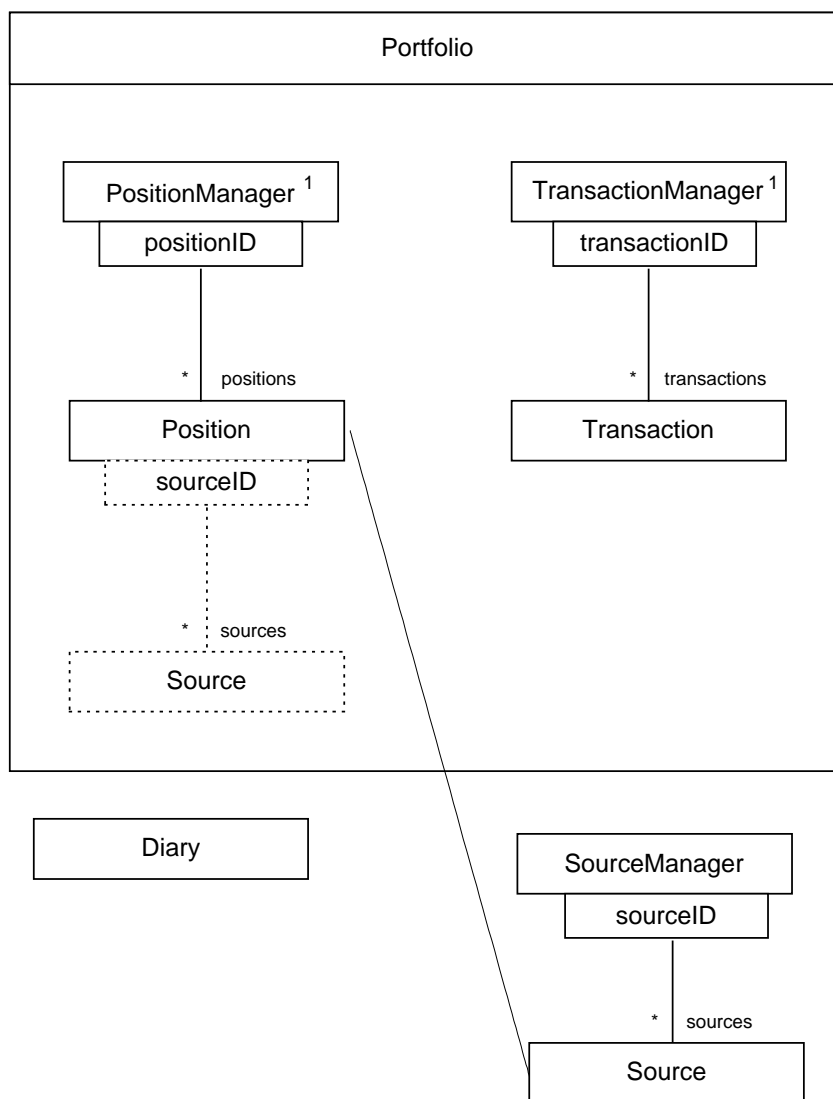 Portfolio
PositionManager 1
TransactionManager 1
positionID
transactionID
* positions
* transactions
Position
Transaction
sourceID
* sources
Source
Diary
SourceManager
sourceID
* sources
Source